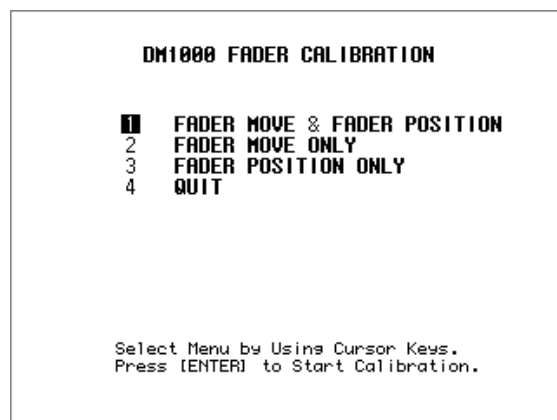 DM1000 FADER CALIBRATION
1 FADER MOVE & FADER POSITION
2 FADER MOVE ONLY
3 FADER POSITION ONLY
4 QUIT
Select Menu by Using Cursor Keys.
Press [ENTER] to Start Calibration.